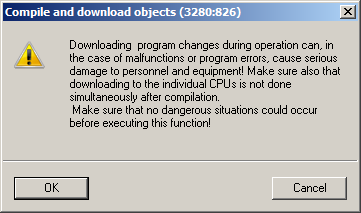 Compile and download objects (3280:826)
Downloading  program changes during operation can, in
the case of malfunctions or program errors, cause serious
damage to personnel and equipment! Make sure also that
downloading to the individual CPUs is not done
simultaneously after compilation.
 Make sure that no dangerous situations could occur
before executing this function!
OK
Cancel